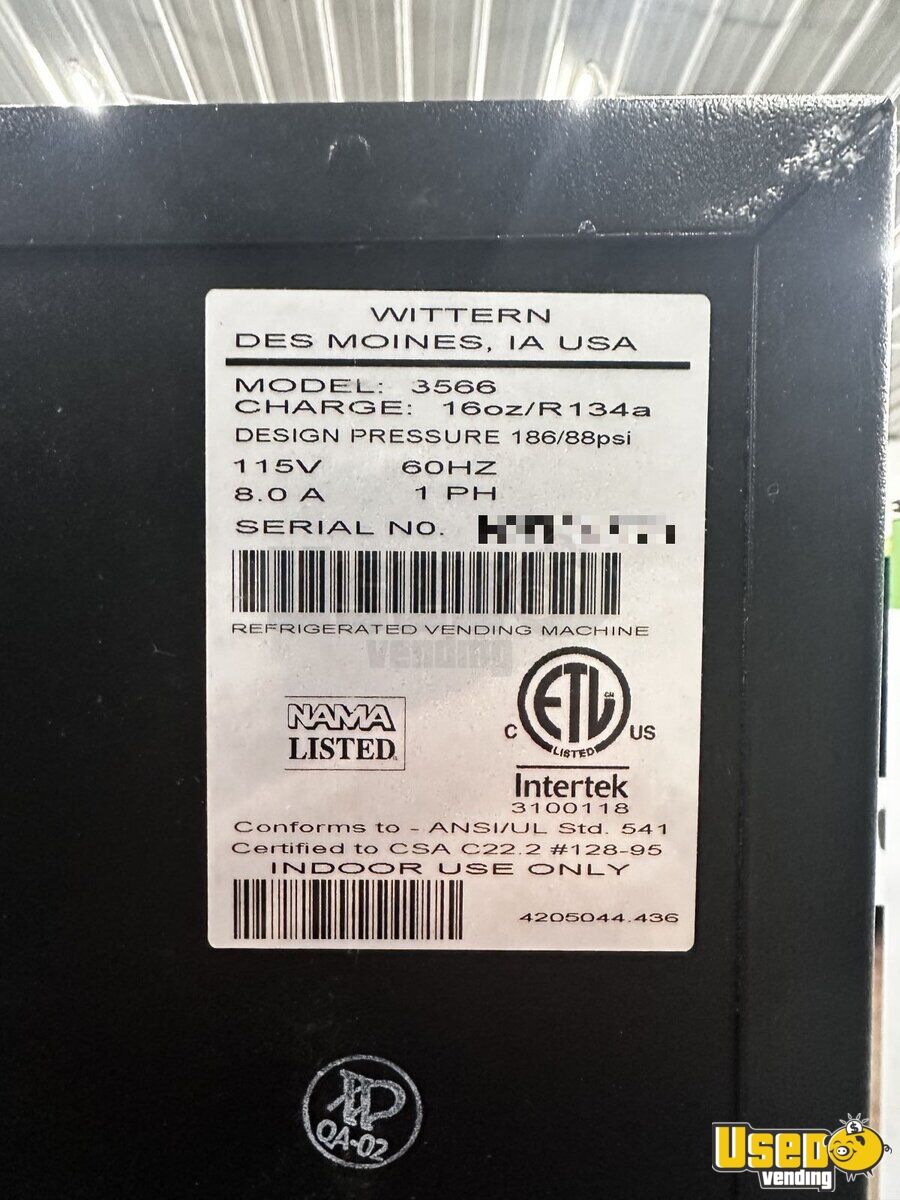 WITTERN
DES MOINES, IA USA
MODEL: 3566
CHARGE: 16oz/R134a
DESIGN PRESSURE 186/88psi
115V 60HZ
8.0 A 1 PH
SERIAL NO.
REFRIGERATED VENDING MACHINE
vending
NAMA
LISTED
ETL
CM
C US
LISTED
Intertek
3100118
Conforms to - ANSI/UL Std. 541
Certified to CSA C22.2 #128-95
INDOOR USE ONLY
4205044.436
QA-02
USED
vending